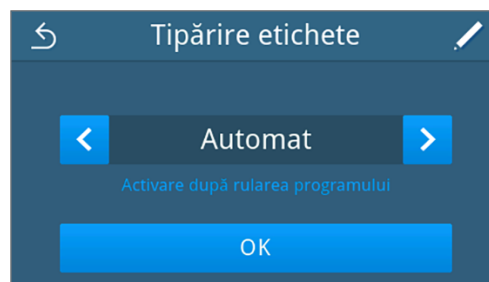 Tipărire etichete
Automat
Activare după rularea programului
OK